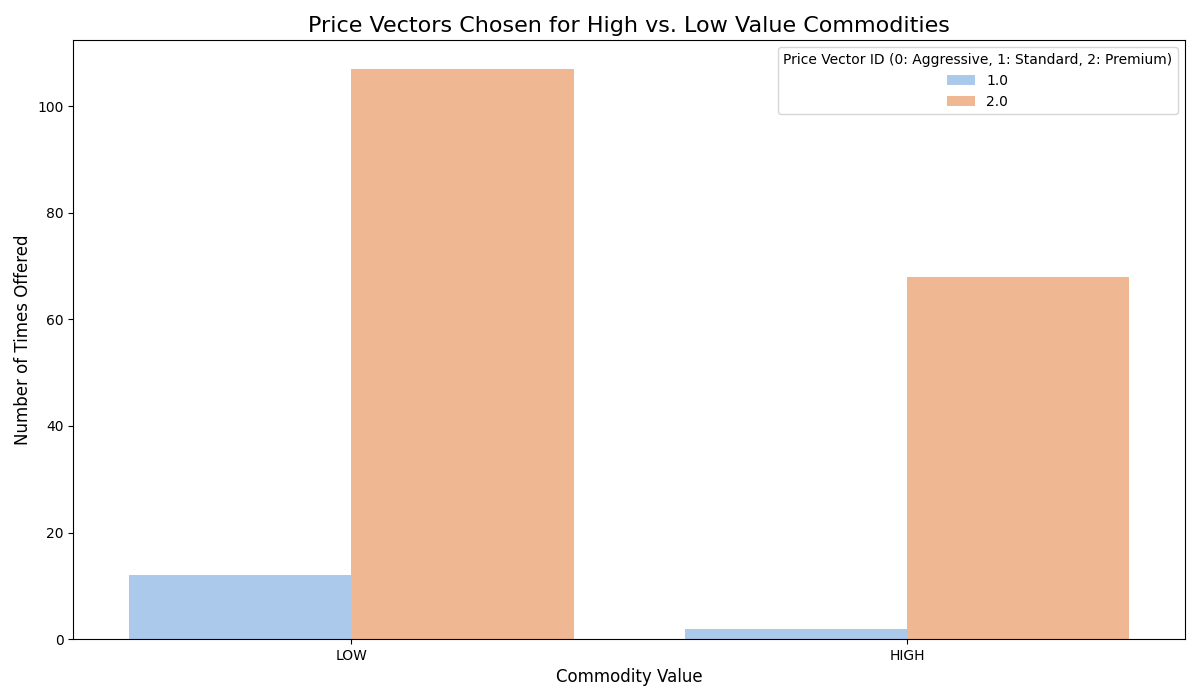 Price Vectors Chosen for High vs. Low Value Commodities
Price Vector ID (0: Aggressive, 1: Standard, 2: Premium)
1.0
2.0
Number of Times Offered
100
80
60
40
20
0
LOW
HIGH
Commodity Value